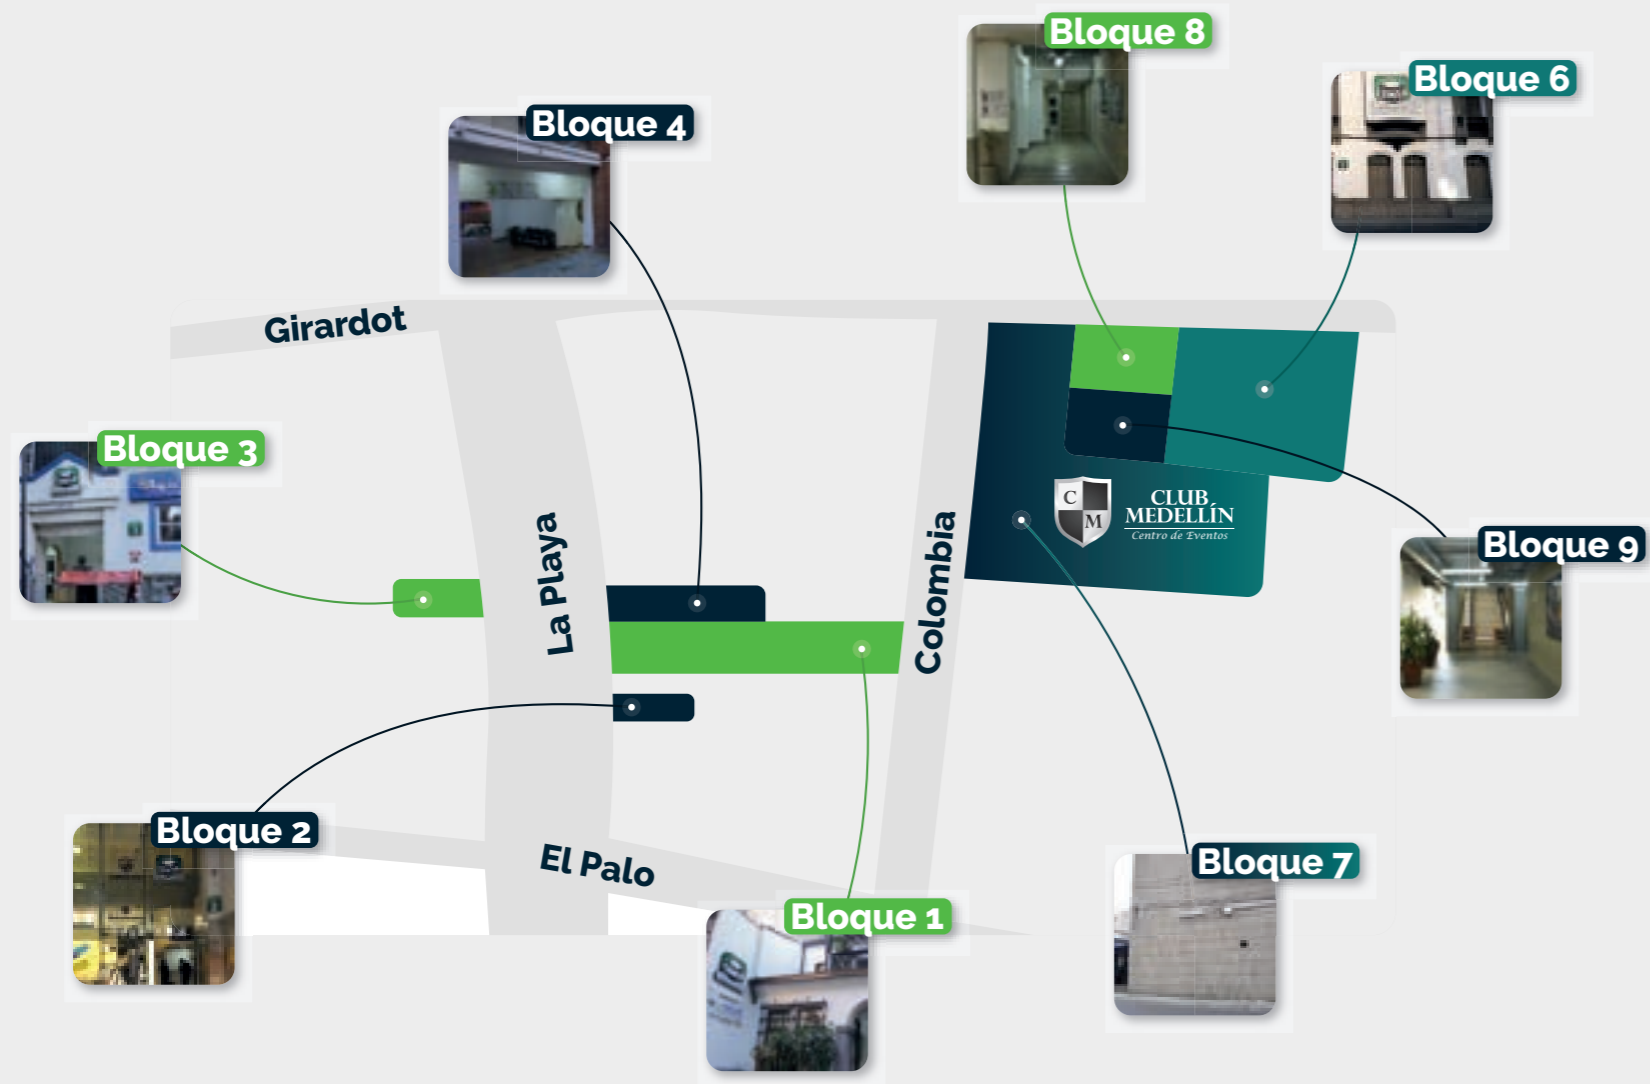 Bloque 8
Bloque 6
Bloque 4
Girardot
Bloque 3
La Playa
Colombia
C
M
CLUB
MEDELLÍN
Centro de Eventos
Bloque 9
Bloque 2
El Palo
Bloque 7
Bloque 1